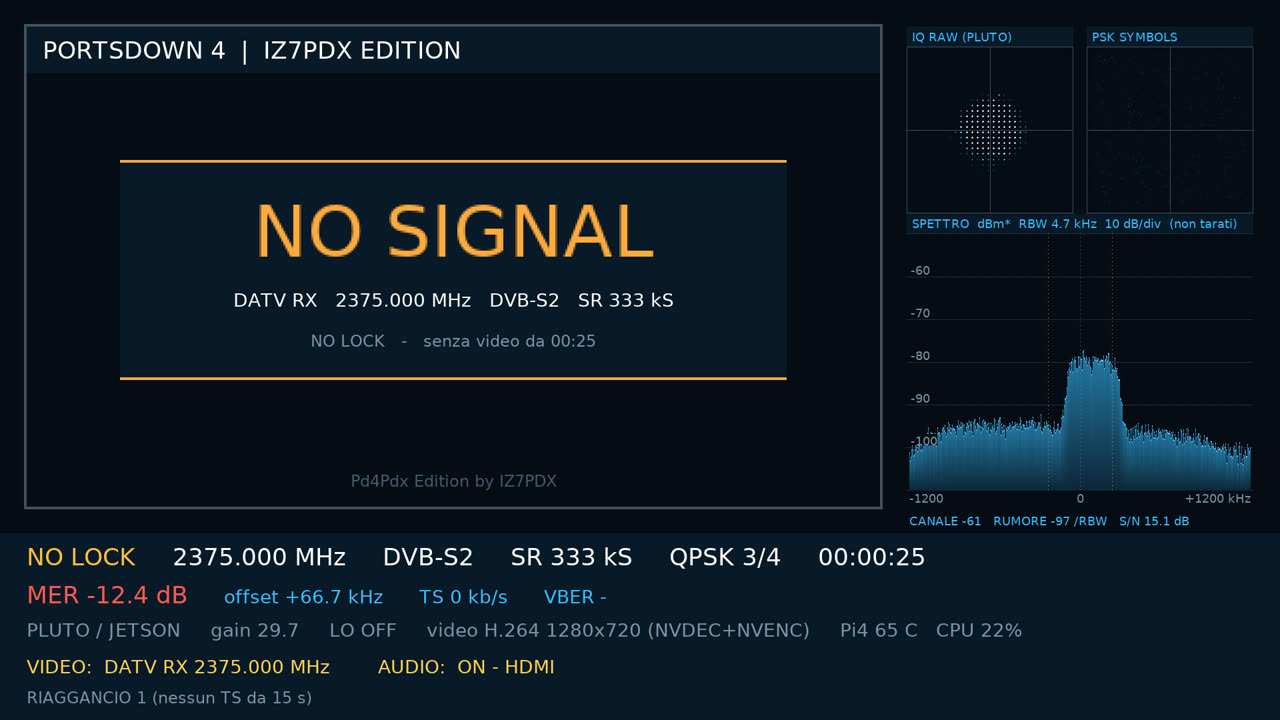 PORTSDOWN 4 | IZ7PDX EDITION
NO SIGNAL
DATV RX 2375.000 MHz DVB-S2 SR 333 kS
NO LOCK - senza video da 00:25
Pd4Pdx Edition by IZ7PDX
IQ RAW (PLUTO)
PSK SYMBOLS
SPETTRO dBm* RBW 4.7 kHz 10 dB/div (non tarati)
-60
-70
-80
-90
-100
-1200 0 +1200 kHz
CANALE -61 RUMORE -97 /RBW S/N 15.1 dB
NO LOCK 2375.000 MHz DVB-S2 SR 333 kS QPSK 3/4 00:00:25
MER -12.4 dB offset +66.7 kHz TS 0 kb/s VBER -
PLUTO / JETSON gain 29.7 LO OFF video H.264 1280x720 (NVDEC+NVENC) Pi4 65 C CPU 22%
VIDEO: DATV RX 2375.000 MHz AUDIO: ON - HDMI
RIAGGANCIO 1 (nessun TS da 15 s)